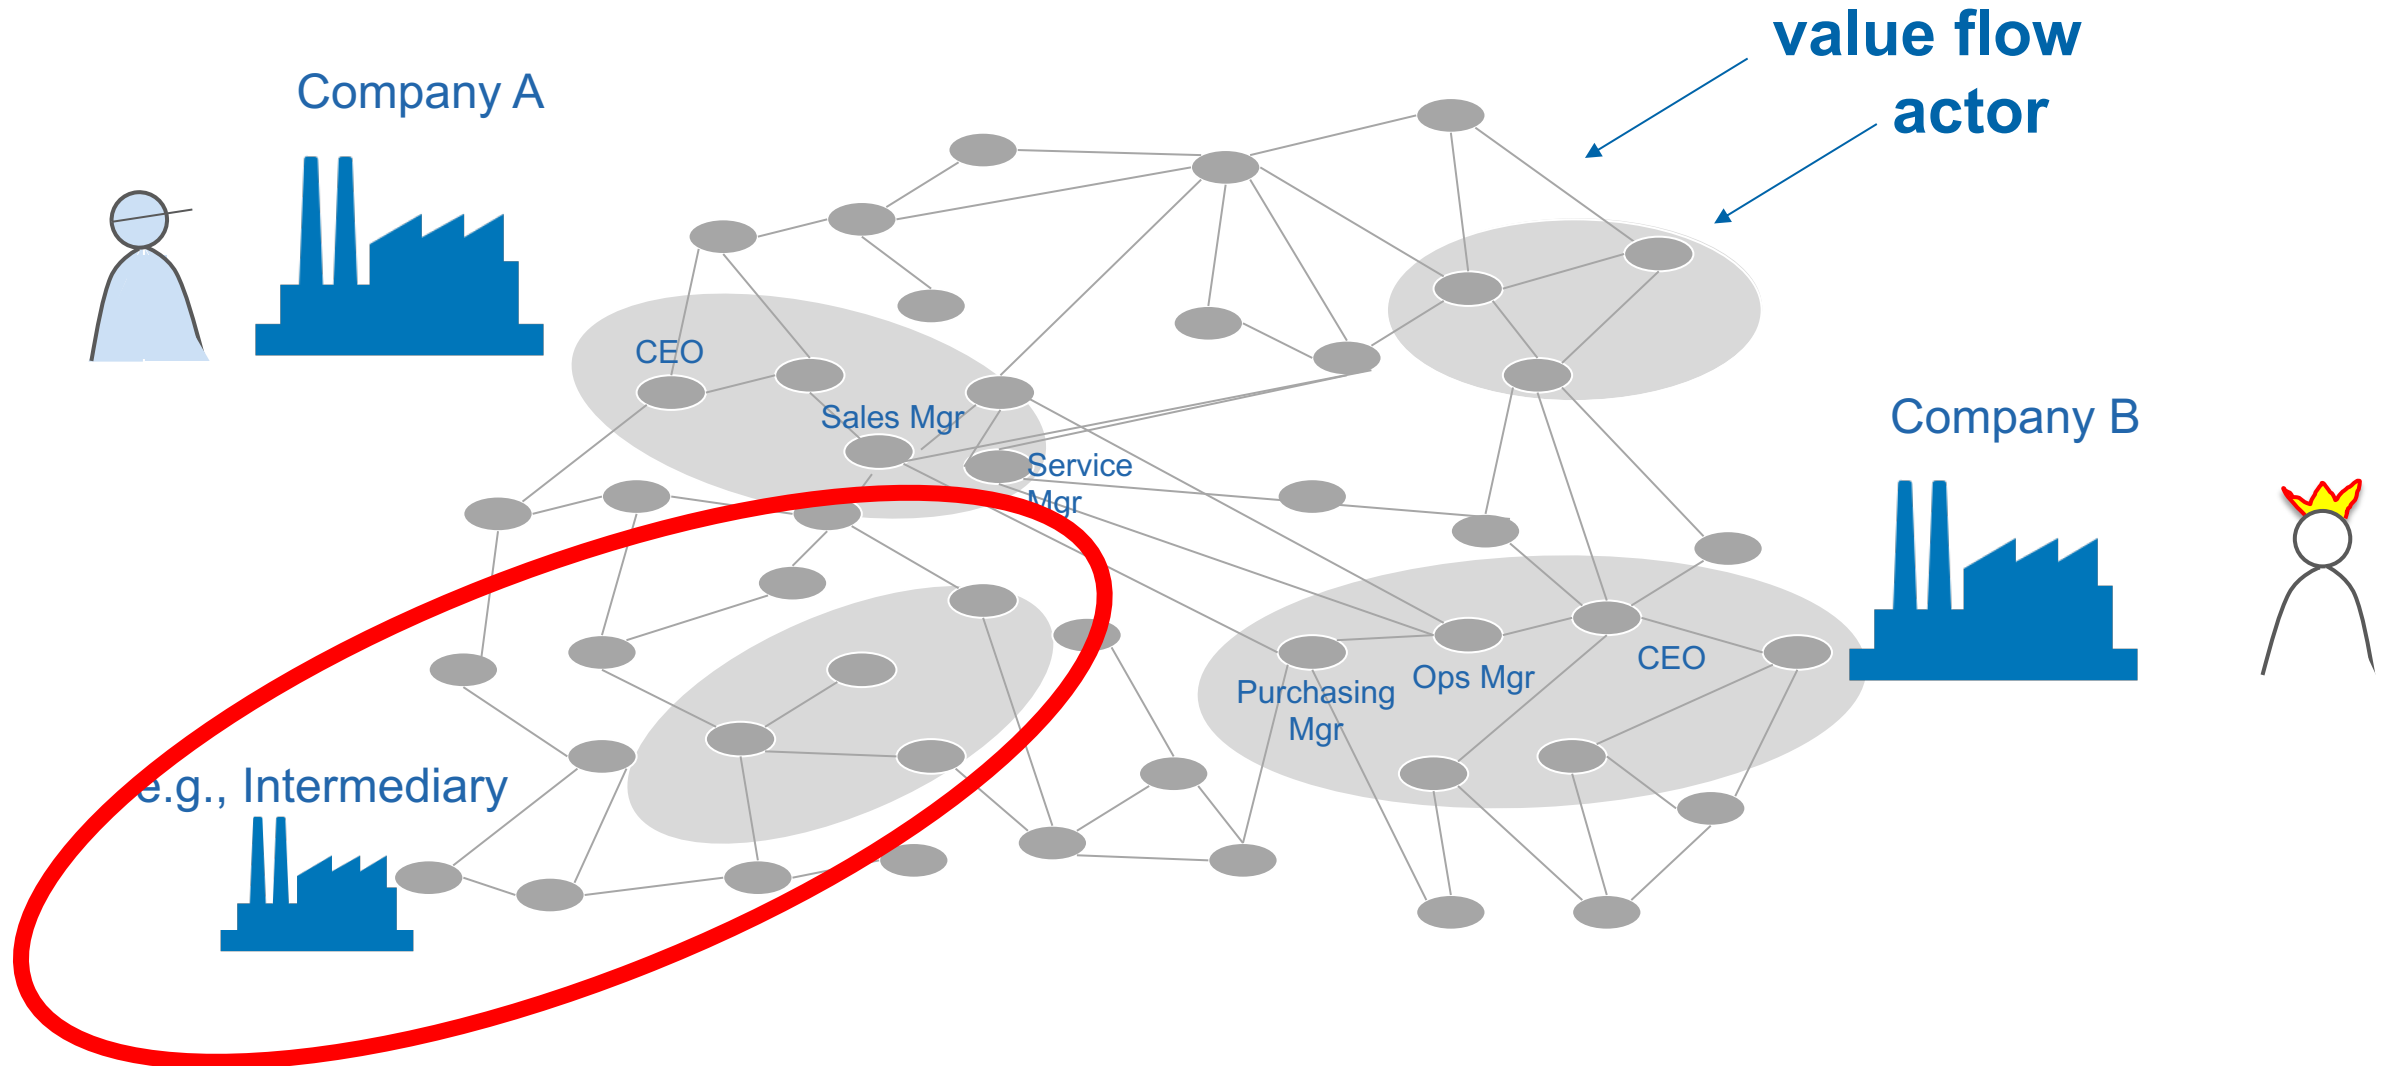 value flow
actor
Company A
CEO
Sales Mgr
Service
Mgr
Company B
CEO
Ops Mgr
Purchasing
Mgr
e.g., Intermediary